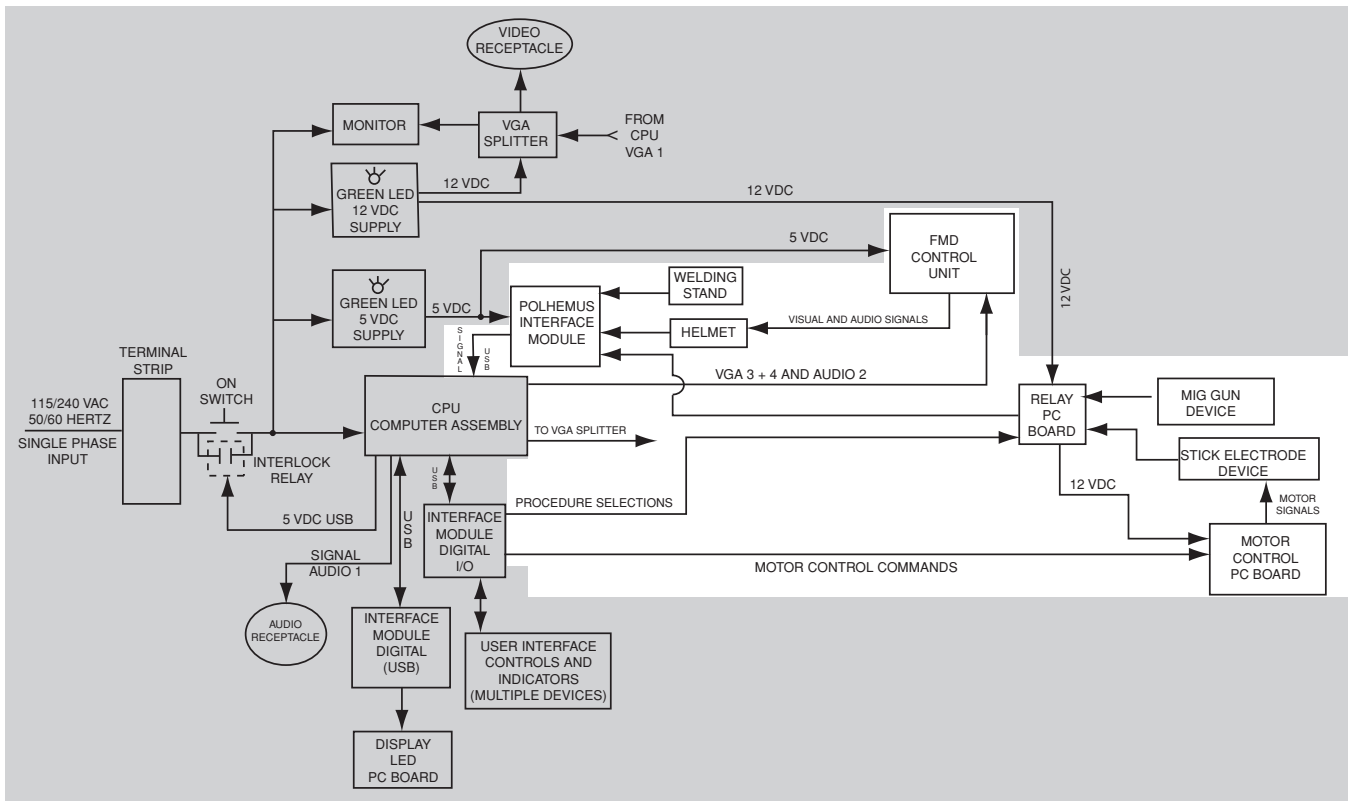 VIDEO
RECEPTACLE
MONITOR
VGA
SPLITTER
FROM
CPU
VGA 1
GREEN LED
12 VDC
SUPPLY
12 VDC
12 VDC
12 VDC
GREEN LED
5 VDC
SUPPLY
5 VDC
5 VDC
FMD
CONTROL
UNIT
WELDING
STAND
POLHEMUS
INTERFACE
MODULE
HELMET
VISUAL AND AUDIO SIGNALS
SIGNAL
USB
TERMINAL
STRIP
ON
SWITCH
115/240 VAC
50/60 HERTZ
SINGLE PHASE
INPUT
INTERLOCK
RELAY
CPU
COMPUTER ASSEMBLY
VGA 3 + 4 AND AUDIO 2
TO VGA SPLITTER
RELAY
PC
BOARD
MIG GUN
DEVICE
STICK ELECTRODE
DEVICE
12 VDC
MOTOR
SIGNALS
MOTOR
CONTROL
PC BOARD
5 VDC USB
USB
USB
INTERFACE
MODULE
DIGITAL
I/O
PROCEDURE SELECTIONS
MOTOR CONTROL COMMANDS
SIGNAL
AUDIO 1
AUDIO
RECEPTACLE
INTERFACE
MODULE
DIGITAL
(USB)
USER INTERFACE
CONTROLS AND
INDICATORS
(MULTIPLE DEVICES)
DISPLAY
LED
PC BOARD